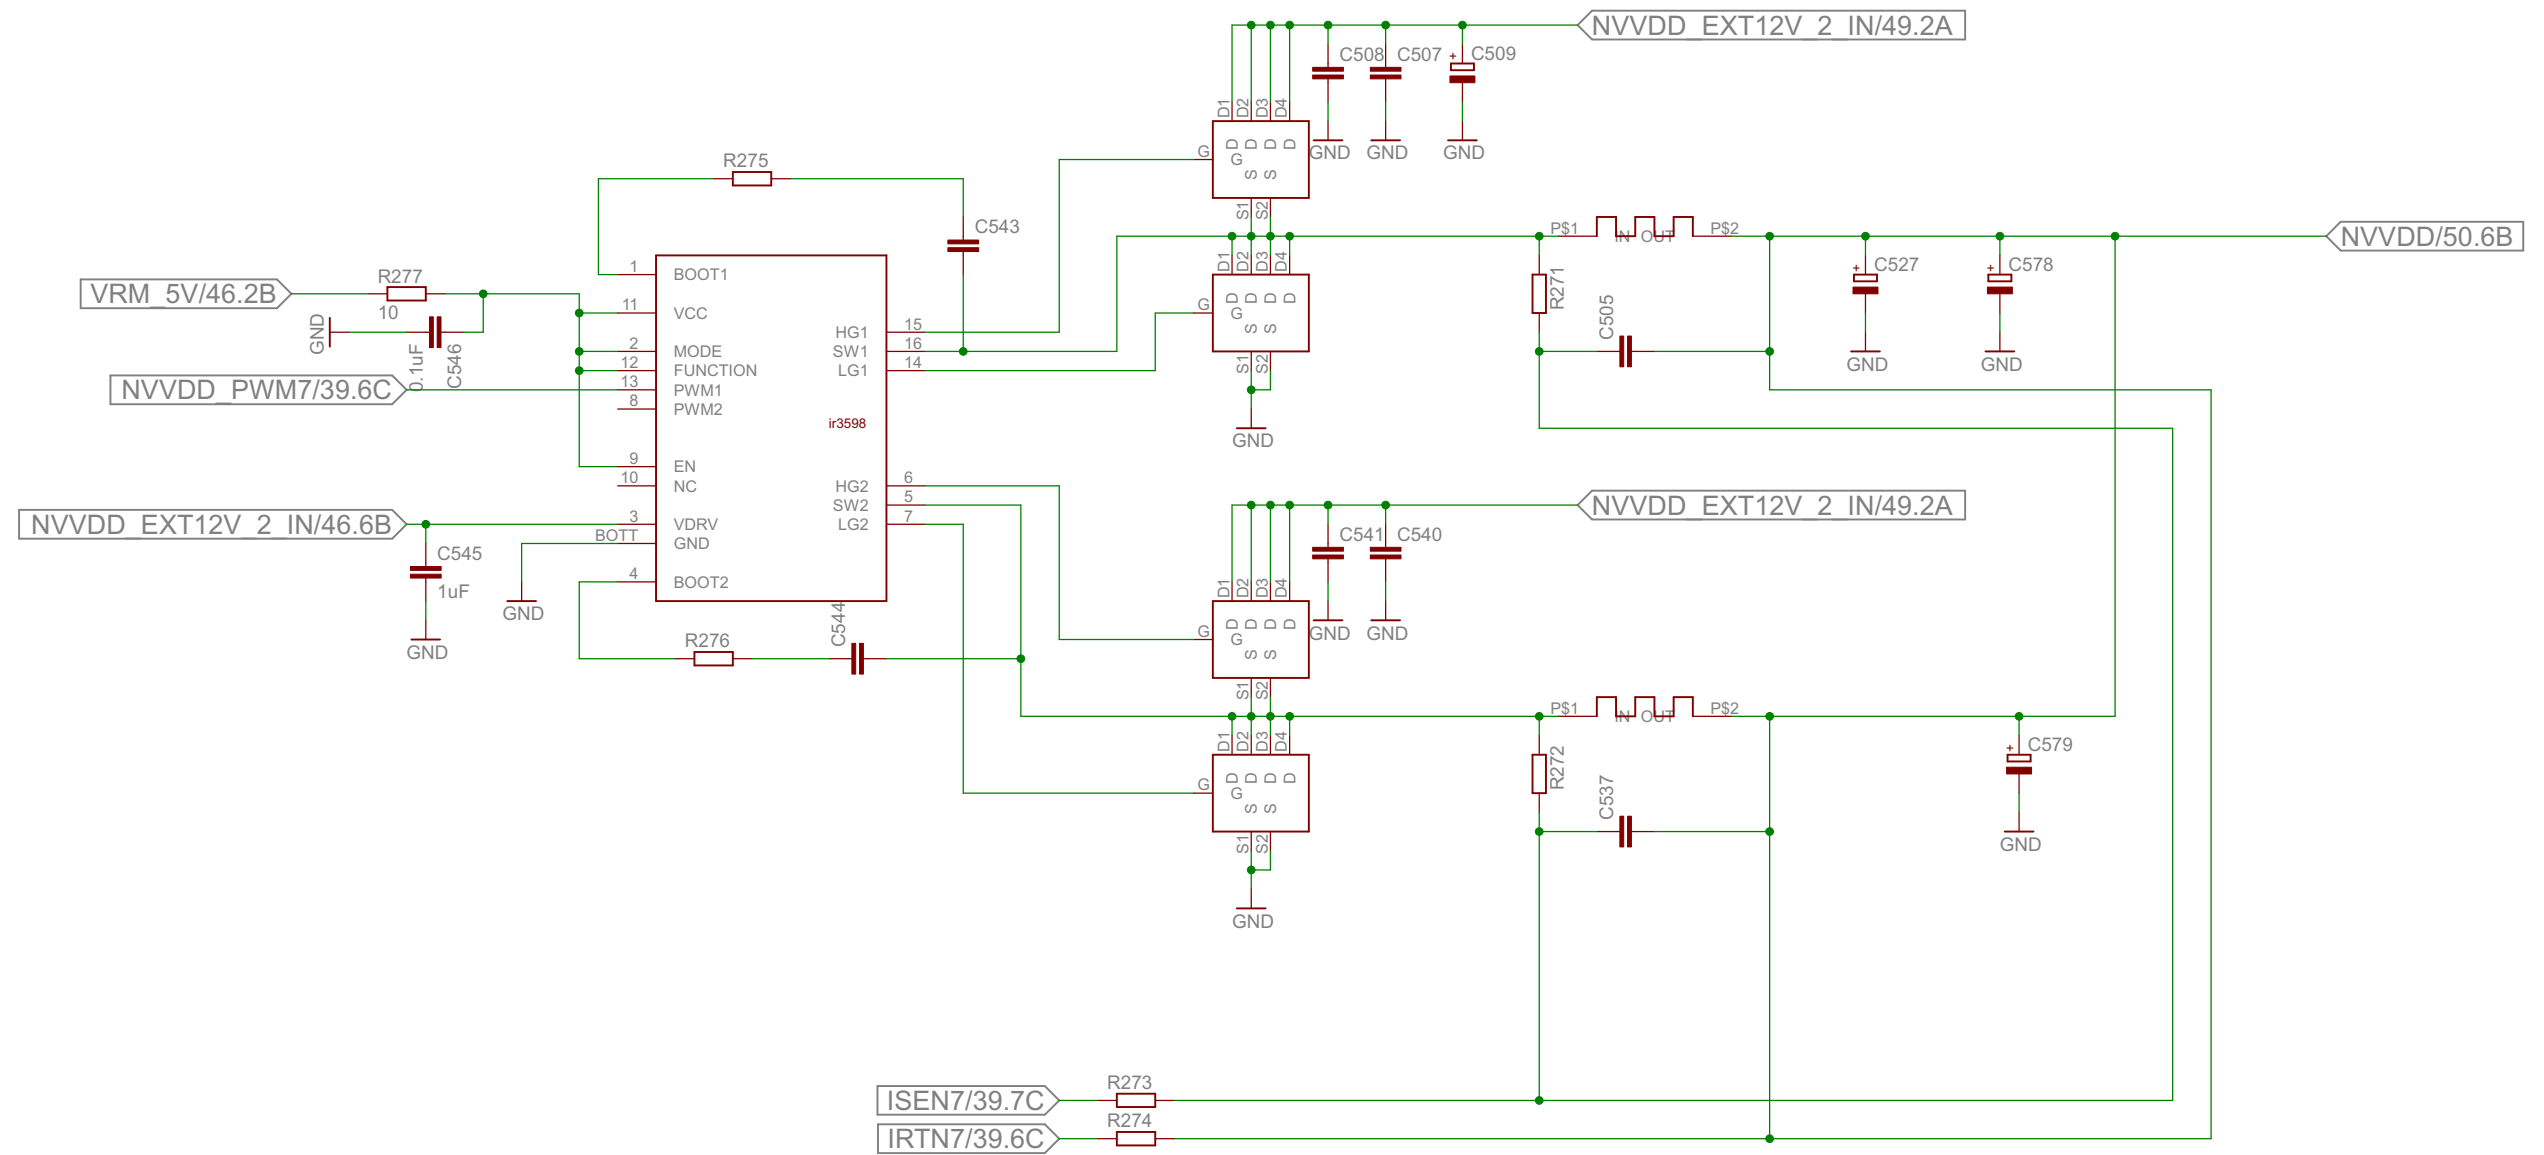 NVVDD_EXT12V_2_IN/49.2A
C508
C507
C509
D1 D2 D3 D4
G
D D D D
G
S S
S1 S2
GND
GND
GND
R275
C543
VRM_5V/46.2B
R277
10
GND
0.1uF
C546
NVVDD_PWM7/39.6C
1 BOOT1
11 VCC
2 MODE
12 FUNCTION
13 PWM1
8 PWM2
9 EN
10 NC
3 VDRV
BOTT GND
4 BOOT2
ir3598
HG1 15
SW1 16
LG1 14
HG2 6
SW2 5
LG2 7
D1 D2 D3 D4
G
D D D D
G
S S
S1 S2
GND
P$1
IN OUT
P$2
R271
C505
C527
GND
C578
GND
NVVDD/50.6B
NVVDD_EXT12V_2_IN/46.6B
C545
1uF
GND
GND
R276
C544
NVVDD_EXT12V_2_IN/49.2A
C541
C540
D1 D2 D3 D4
G
D D D D
G
S S
S1 S2
GND
GND
D1 D2 D3 D4
G
D D D D
G
S S
S1 S2
GND
P$1
IN OUT
P$2
R272
C537
C579
GND
ISEN7/39.7C
R273
IRTN7/39.6C
R274